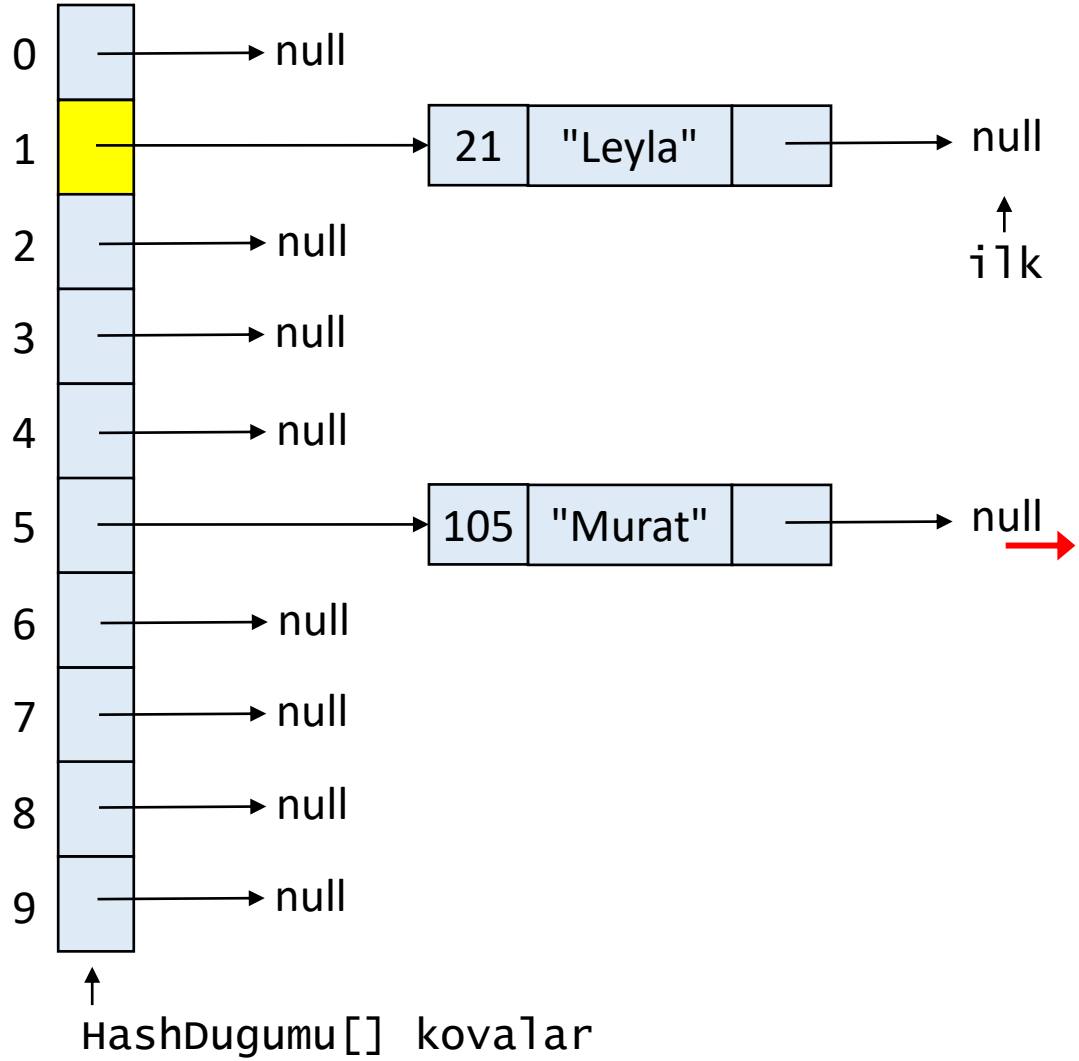 0 null
1 21 "Leyla" null
2 null
ilk
3 null
4 null
5 105 "Murat" null
6 null
7 null
8 null
9 null
HashDugumu[] kovalar